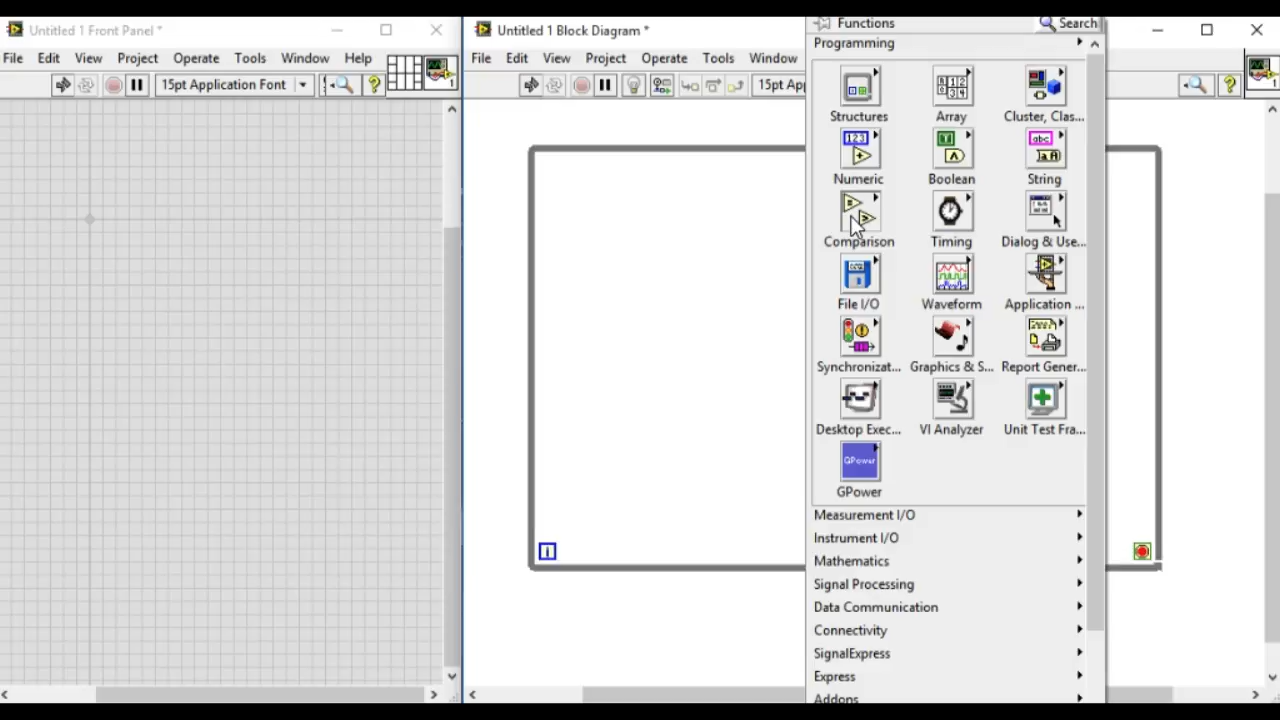 Untitled 1 Front Panel *
File Edit View Project Operate Tools Window Help
15pt Application Font
1
Untitled 1 Block Diagram *
File Edit View Project Operate Tools Window
15pt Ap
1
i
Functions
Search
Programming
Structures Array Cluster, Clas...
Numeric Boolean String
Comparison Timing Dialog & Use...
File I/O Waveform Application ...
Synchronizat... Graphics & S... Report Gener...
Desktop Exec... VI Analyzer Unit Test Fra...
GPower
GPower
Measurement I/O
Instrument I/O
Mathematics
Signal Processing
Data Communication
Connectivity
SignalExpress
Express
Addons